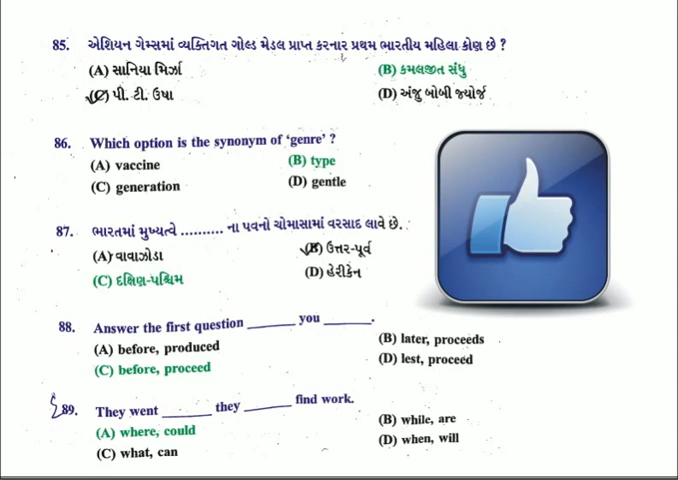 85. એશિયન ગેમ્સમાં વ્યક્તિગત ગોલ્ડ મેડલ પ્રાપ્ત કરનાર પ્રથમ ભારતીય મહિલા કોણ છે ?
(A) સાનિયા મિર્ઝા (B) કમલજીત સંધુ
(C) પી. ટી. ઉષા (D) અંજુ બોબી જ્યોર્જ
86. Which option is the synonym of ‘genre’ ?
(A) vaccine (B) type
(C) generation (D) gentle
87. ભારતમાં મુખ્યત્વે .......... ના પવનો ચોમાસામાં વરસાદ લાવે છે.
(A) વાવાઝોડા (B) ઉત્તર-પૂર્વ
(C) દક્ષિણ-પશ્ચિમ (D) હેરીકેન
88. Answer the first question _______ you _______.
(A) before, produced (B) later, proceeds
(C) before, proceed (D) lest, proceed
89. They went _______ they _______ find work.
(A) where, could (B) while, are
(C) what, can (D) when, will